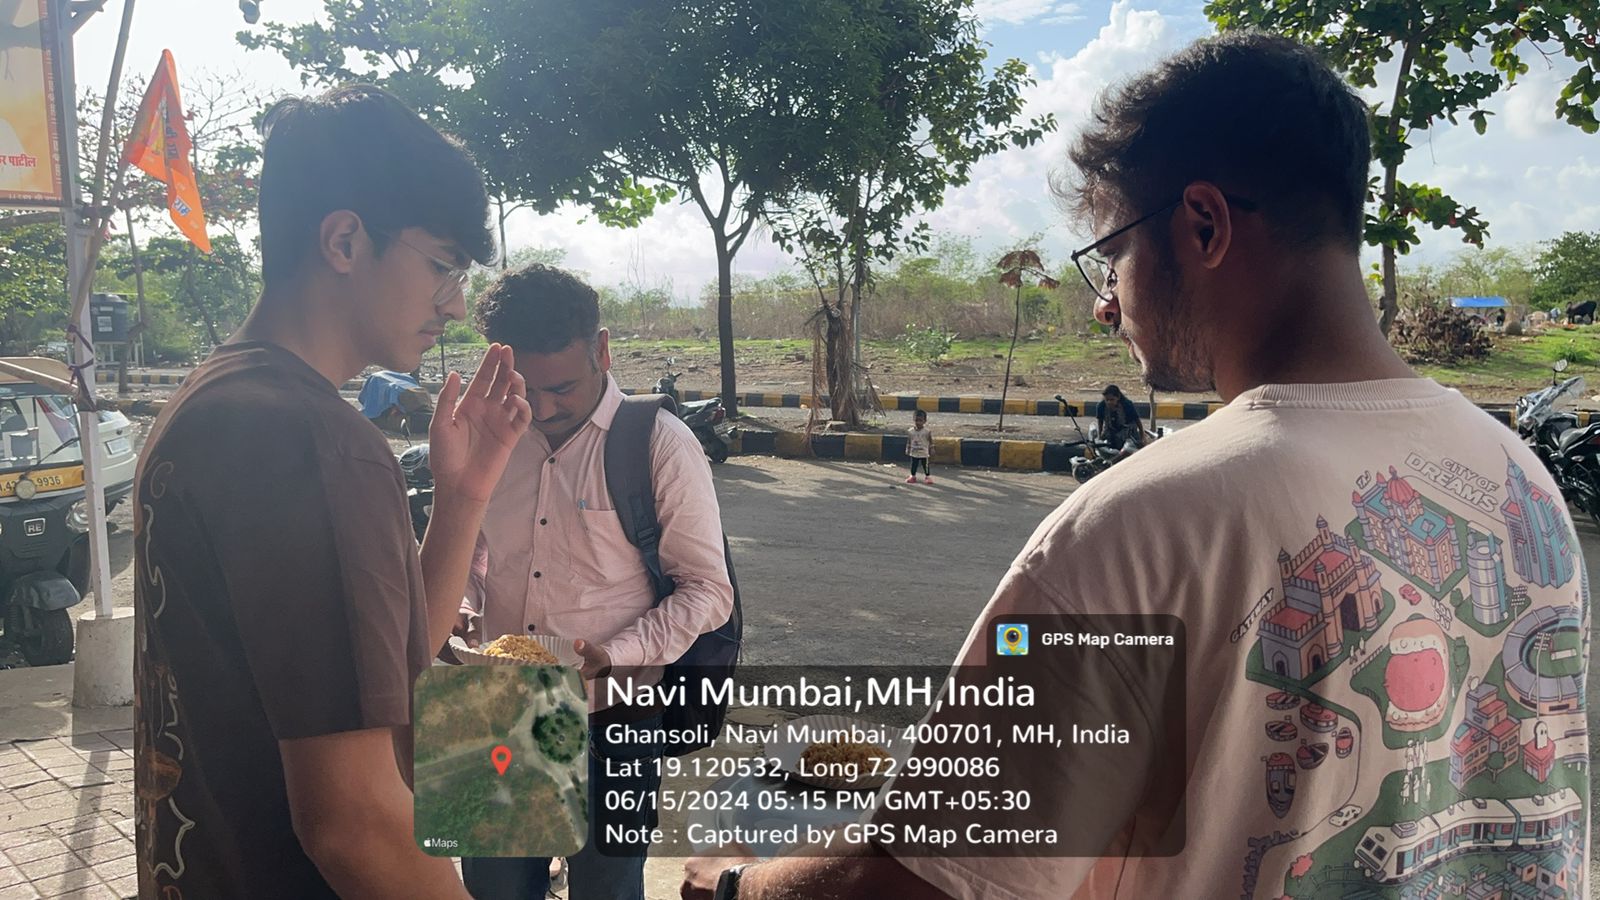 कर पाटील
9936
RE
THE
CITY OF
DREAMS
GATEWAY
GPS Map Camera
Navi Mumbai,MH,India
Ghansoli, Navi Mumbai, 400701, MH, India
Lat 19.120532, Long 72.990086
06/15/2024 05:15 PM GMT+05:30
Note : Captured by GPS Map Camera
Maps